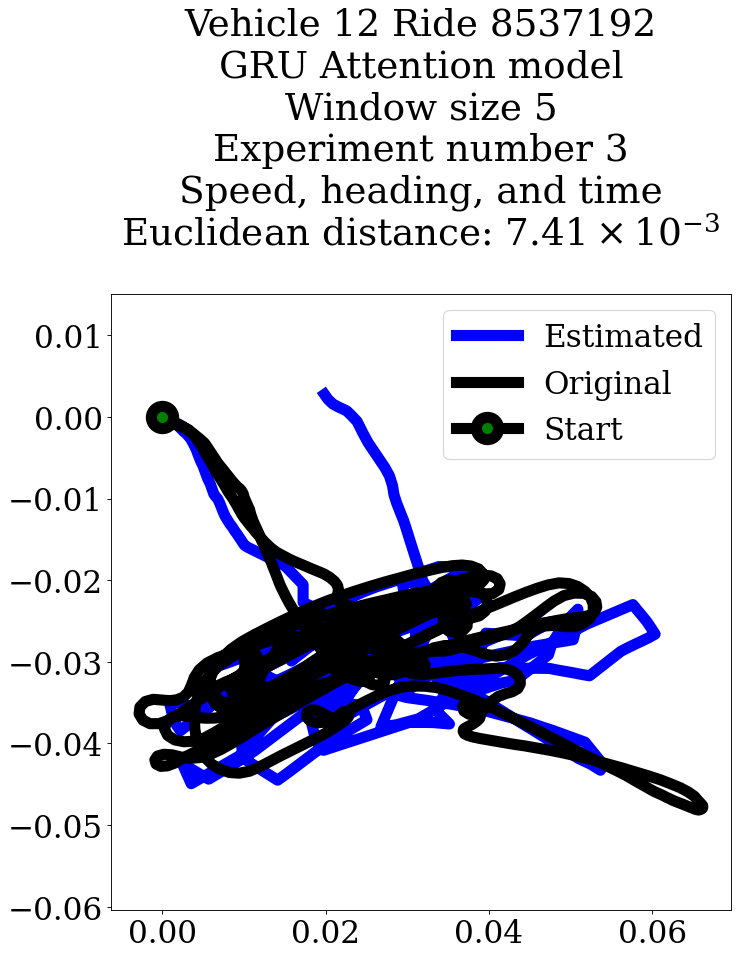 Vehicle 12 Ride 8537192
GRU Attention model
Window size 5
Experiment number 3
Speed, heading, and time
Euclidean distance: 7.41 × 10⁻³
Estimated
Original
Start
0.01
0.00
−0.01
−0.02
−0.03
−0.04
−0.05
−0.06
0.00 0.02 0.04 0.06